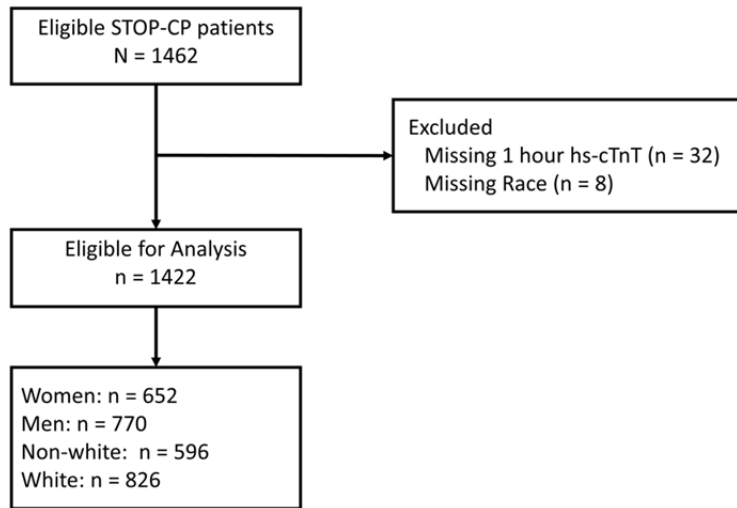 Eligible STOP-CP patients
N = 1462
Excluded
Missing 1 hour hs-cTnT (n = 32)
Missing Race (n = 8)
Eligible for Analysis
n = 1422
Women: n = 652
Men: n = 770
Non-white:  n = 596
White: n = 826